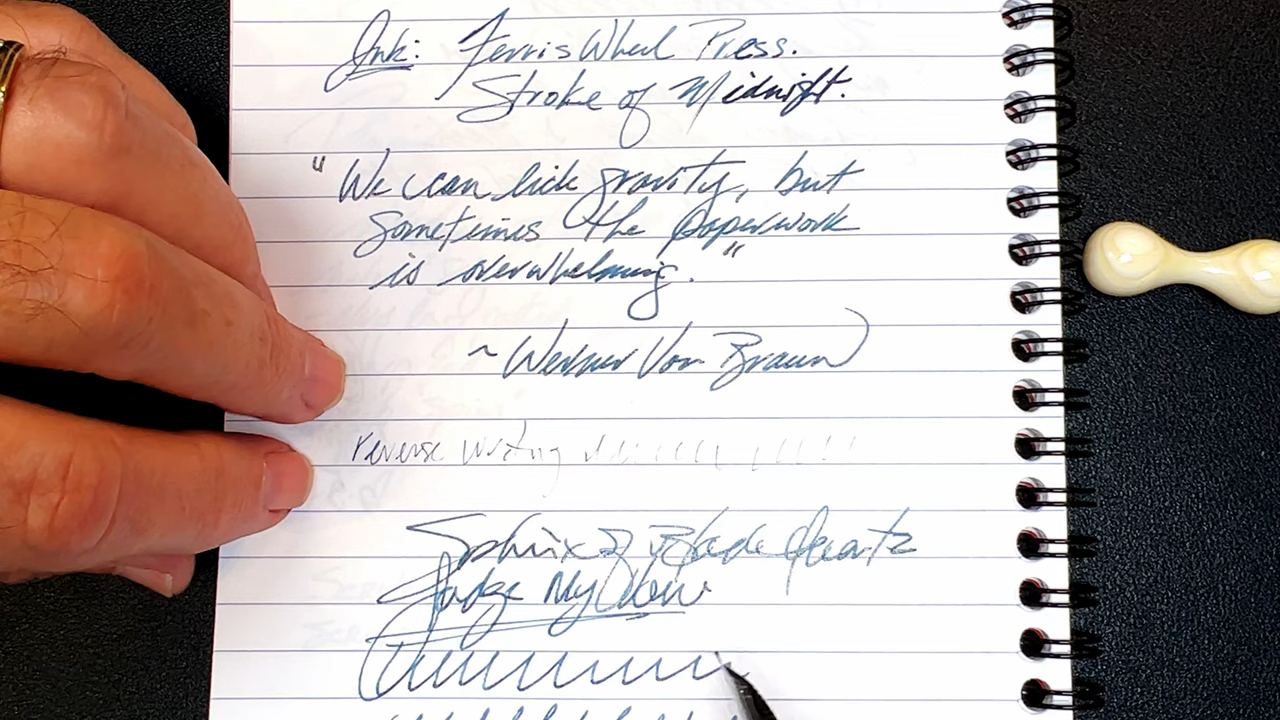 Ink: Ferris Wheel Press.
Stroke of Midnight.
"We can lick gravity, but
sometimes the paperwork
is overwhelming."
~ Wernur Von Braun
reverse writing
Sphinx of Black Quartz
Judge My Vow